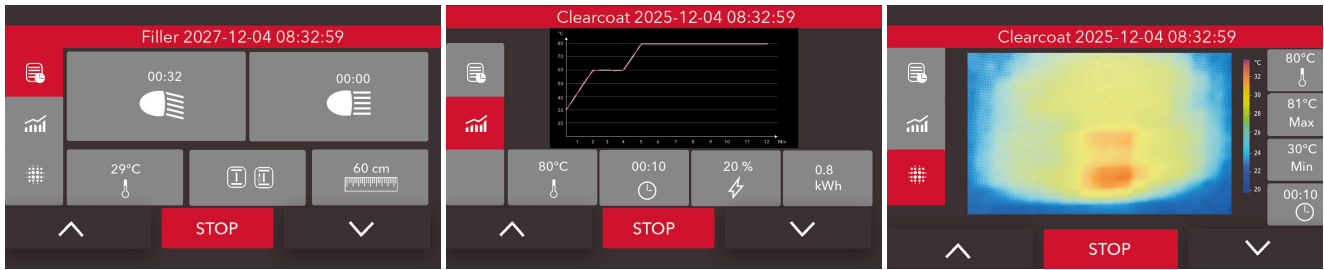 Filler 2027-12-04 08:32:59
00:32
00:00
29°C
60 cm
STOP
Clearcoat 2025-12-04 08:32:59
°C
80
70
60
50
40
30
20
1 2 3 4 5 6 7 8 9 10 11 12 Min
80°C
00:10
20 %
0.8
kWh
STOP
Clearcoat 2025-12-04 08:32:59
°C
32
30
28
26
24
22
20
80°C
81°C
Max
30°C
Min
00:10
STOP